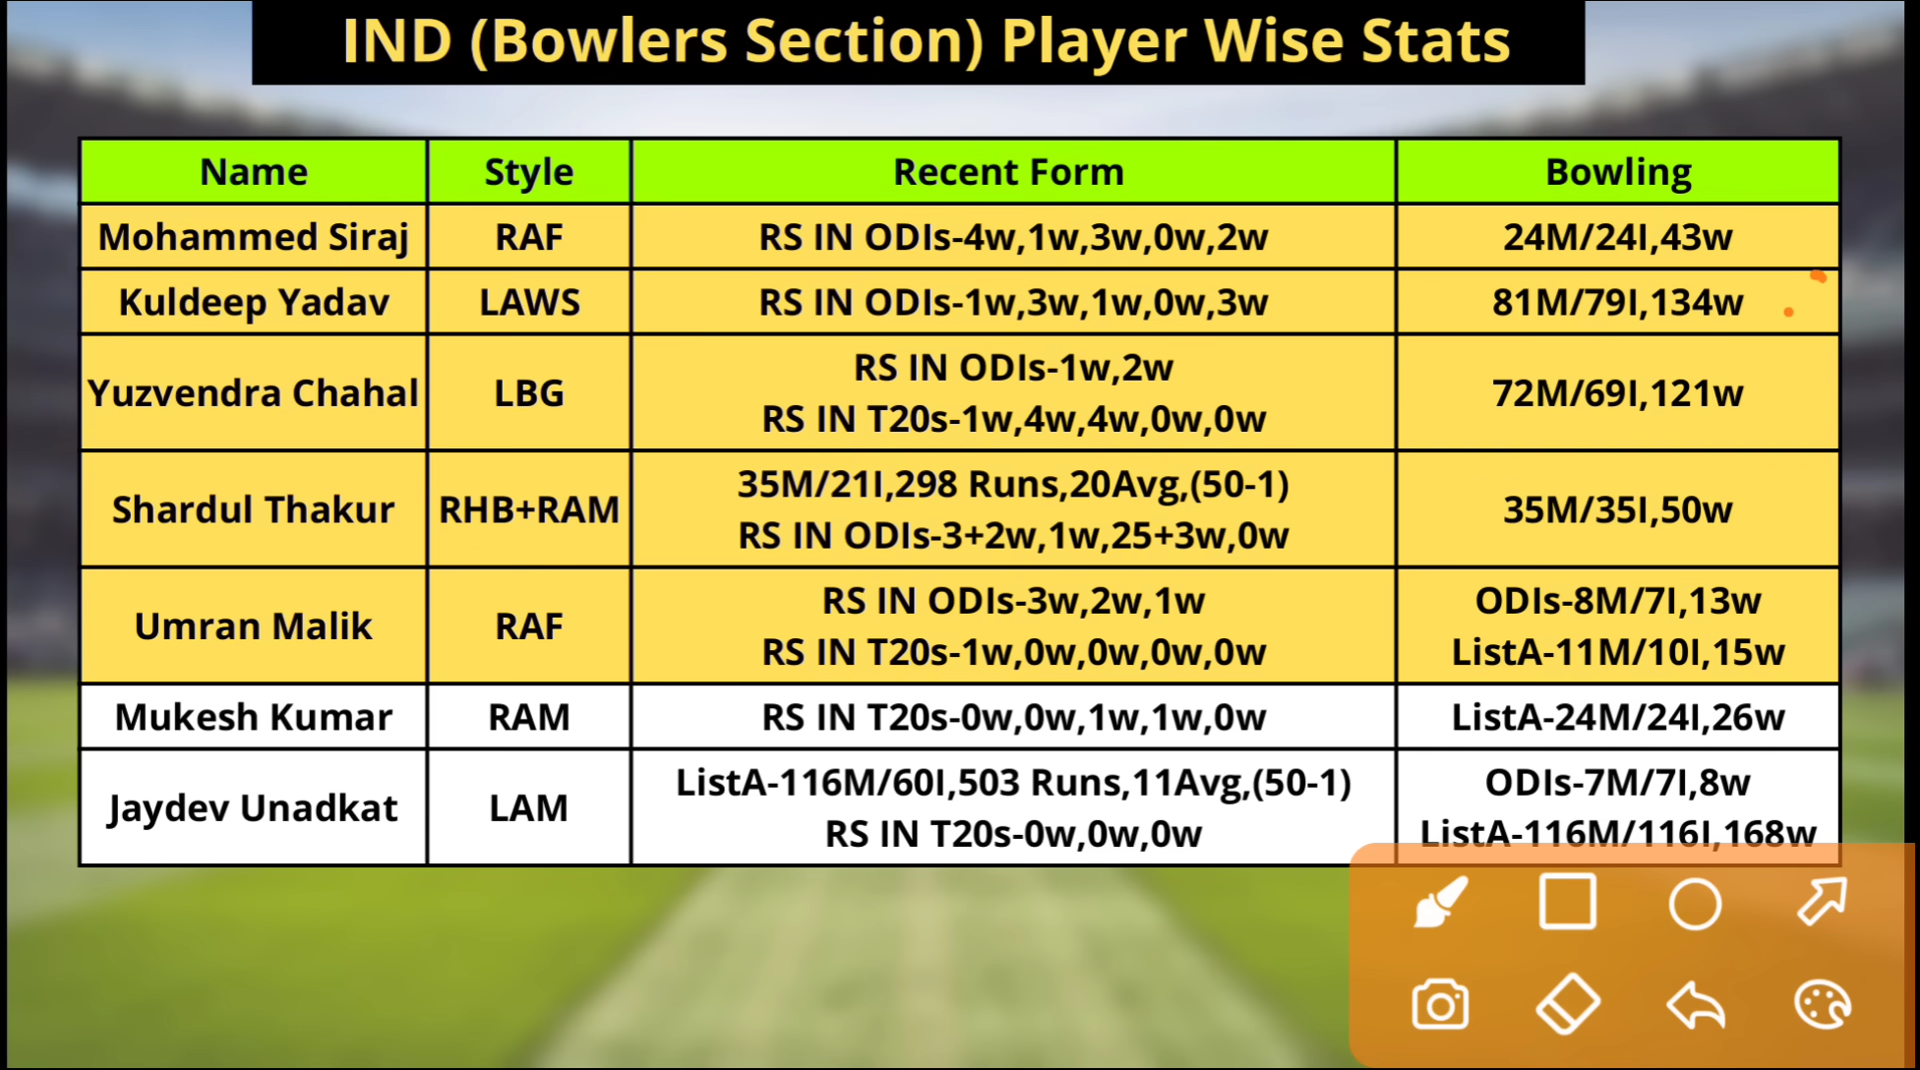 IND (Bowlers Section) Player Wise Stats
Name Style Recent Form Bowling
Mohammed Siraj RAF RS IN ODIs-4w,1w,3w,0w,2w 24M/24I,43w
Kuldeep Yadav LAWS RS IN ODIs-1w,3w,1w,0w,3w 81M/79I,134w
Yuzvendra Chahal LBG RS IN ODIs-1w,2w
RS IN T20s-1w,4w,4w,0w,0w 72M/69I,121w
Shardul Thakur RHB+RAM 35M/21I,298 Runs,20Avg,(50-1)
RS IN ODIs-3+2w,1w,25+3w,0w 35M/35I,50w
Umran Malik RAF RS IN ODIs-3w,2w,1w
RS IN T20s-1w,0w,0w,0w,0w ODIs-8M/7I,13w
ListA-11M/10I,15w
Mukesh Kumar RAM RS IN T20s-0w,0w,1w,1w,0w ListA-24M/24I,26w
Jaydev Unadkat LAM ListA-116M/60I,503 Runs,11Avg,(50-1)
RS IN T20s-0w,0w,0w ODIs-7M/7I,8w
ListA-116M/116I,168w